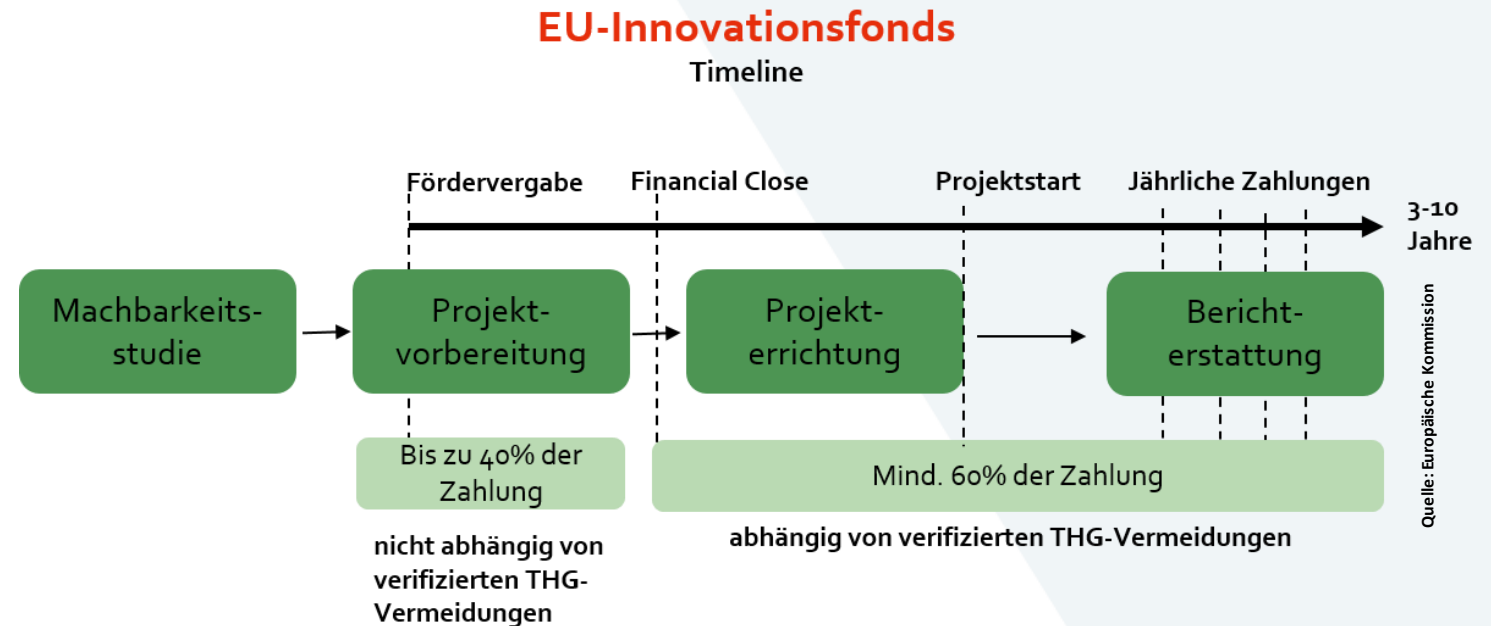 EU-Innovationsfonds
Timeline
Fördervergabe
Financial Close
Projektstart
Jährliche Zahlungen
3-10
Jahre
Machbarkeits-
studie
Projekt-
vorbereitung
Projekt-
errichtung
Bericht-
erstattung
Bis zu 40% der
Zahlung
Mind. 60% der Zahlung
nicht abhängig von
verifizierten THG-
Vermeidungen
abhängig von verifizierten THG-Vermeidungen
Quelle: Europäische Kommission